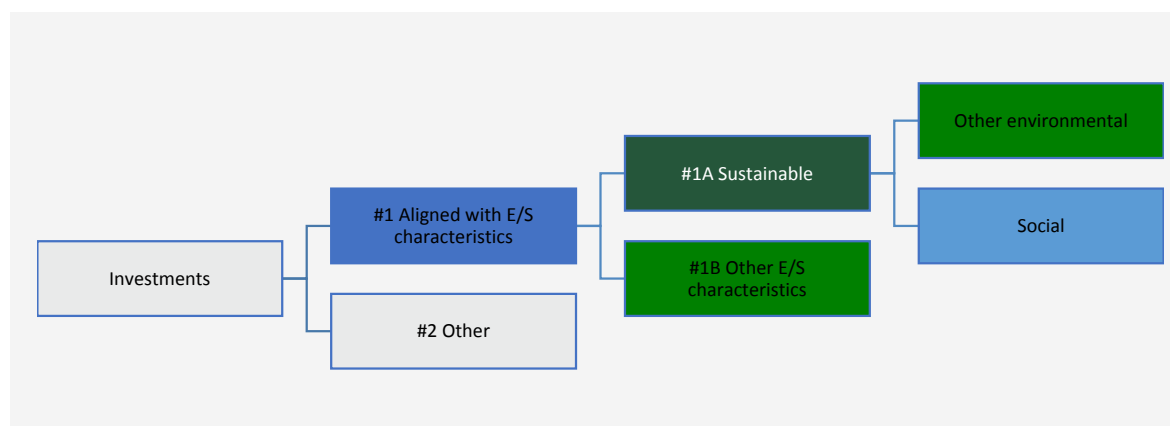 Investments
#1 Aligned with E/S
characteristics
#2 Other
#1A Sustainable
#1B Other E/S
characteristics
Other environmental
Social